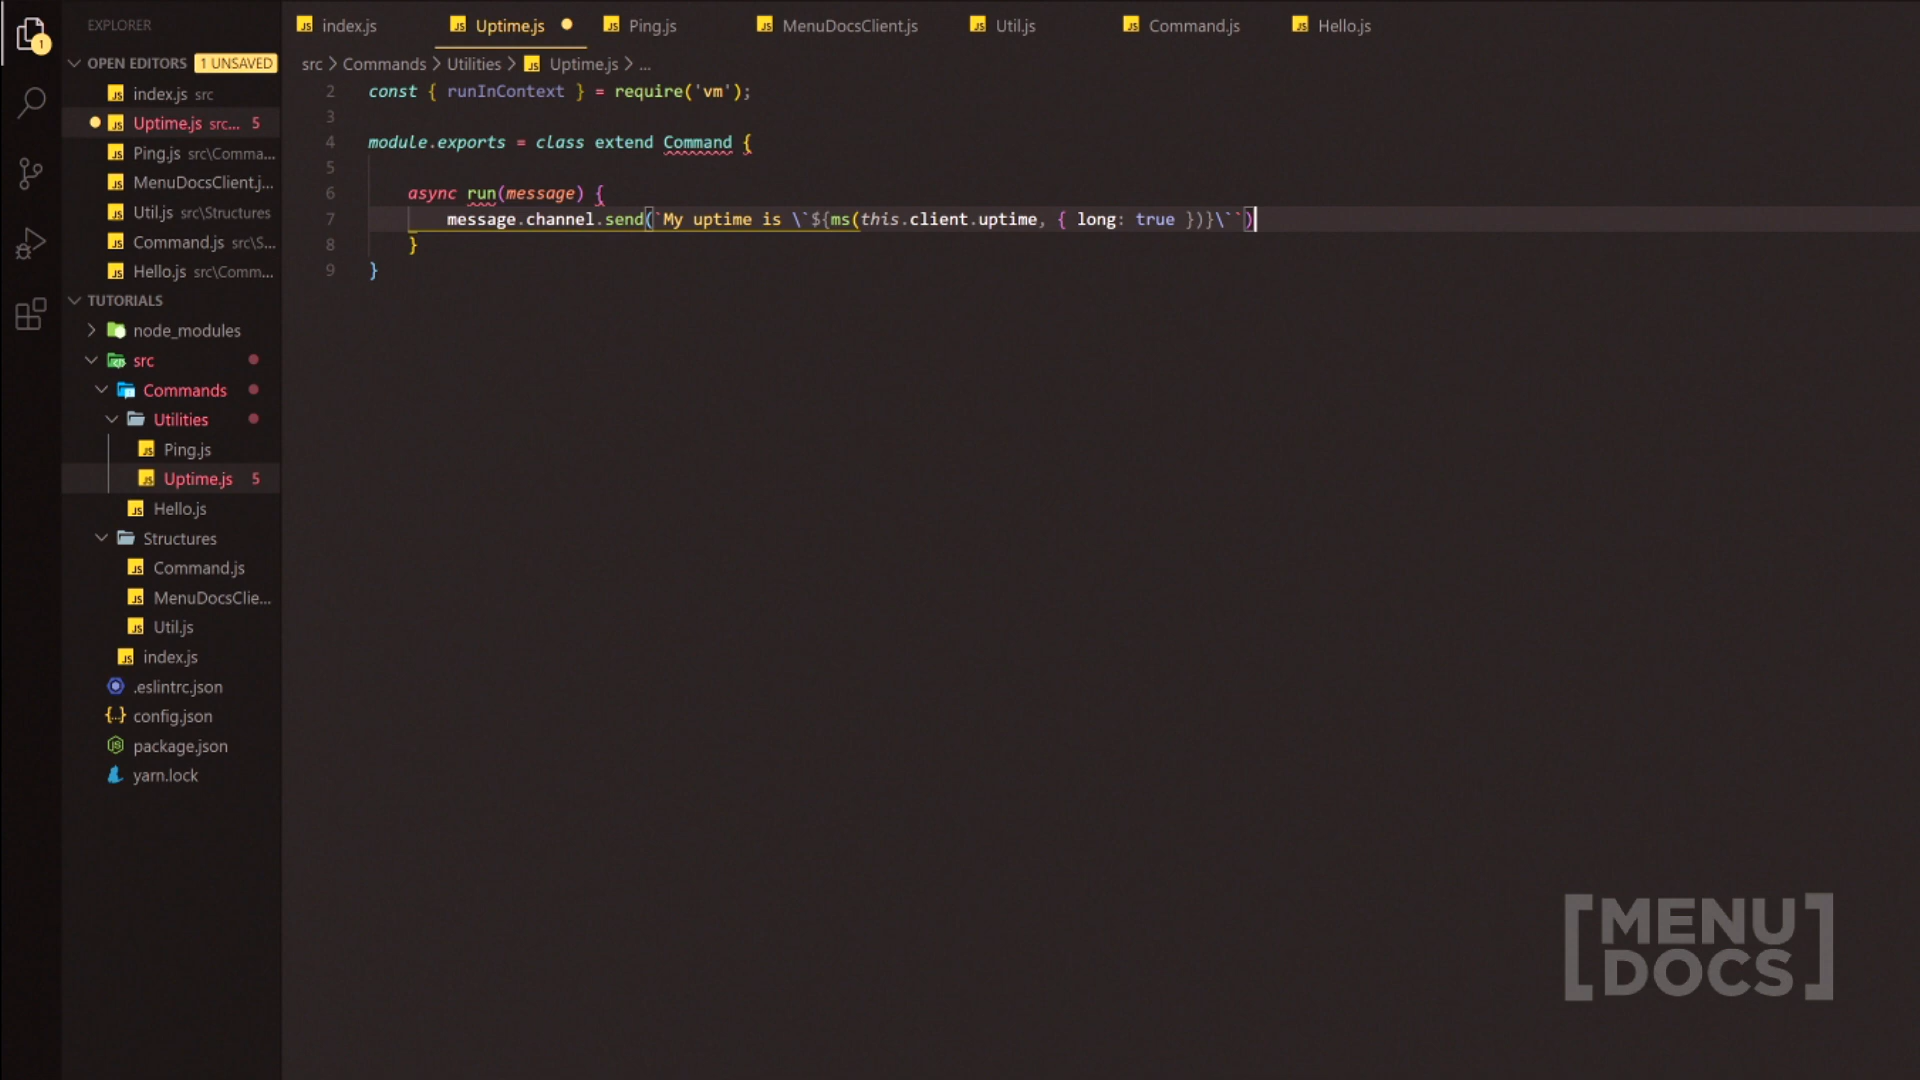 EXPLORER
index.js
Uptime.js
Ping.js
MenuDocsClient.js
Util.js
Command.js
Hello.js
1
OPEN EDITORS
1 UNSAVED
src > Commands > Utilities > Uptime.js > ...
index.js src
Uptime.js src... 5
Ping.js src\Comma...
MenuDocsClient.j...
Util.js src\Structures
Command.js src\S...
Hello.js src\Comm...
TUTORIALS
node_modules
src
Commands
Utilities
Ping.js
Uptime.js 5
Hello.js
Structures
Command.js
MenuDocsClie...
Util.js
index.js
.eslintrc.json
config.json
package.json
yarn.lock
2 const { runInContext } = require('vm');
3
4 module.exports = class extend Command {
5
6 async run(message) {
7 message.channel.send(`My uptime is \`${ms(this.client.uptime, { long: true })}\``)
8 }
9 }
[MENU
DOCS]